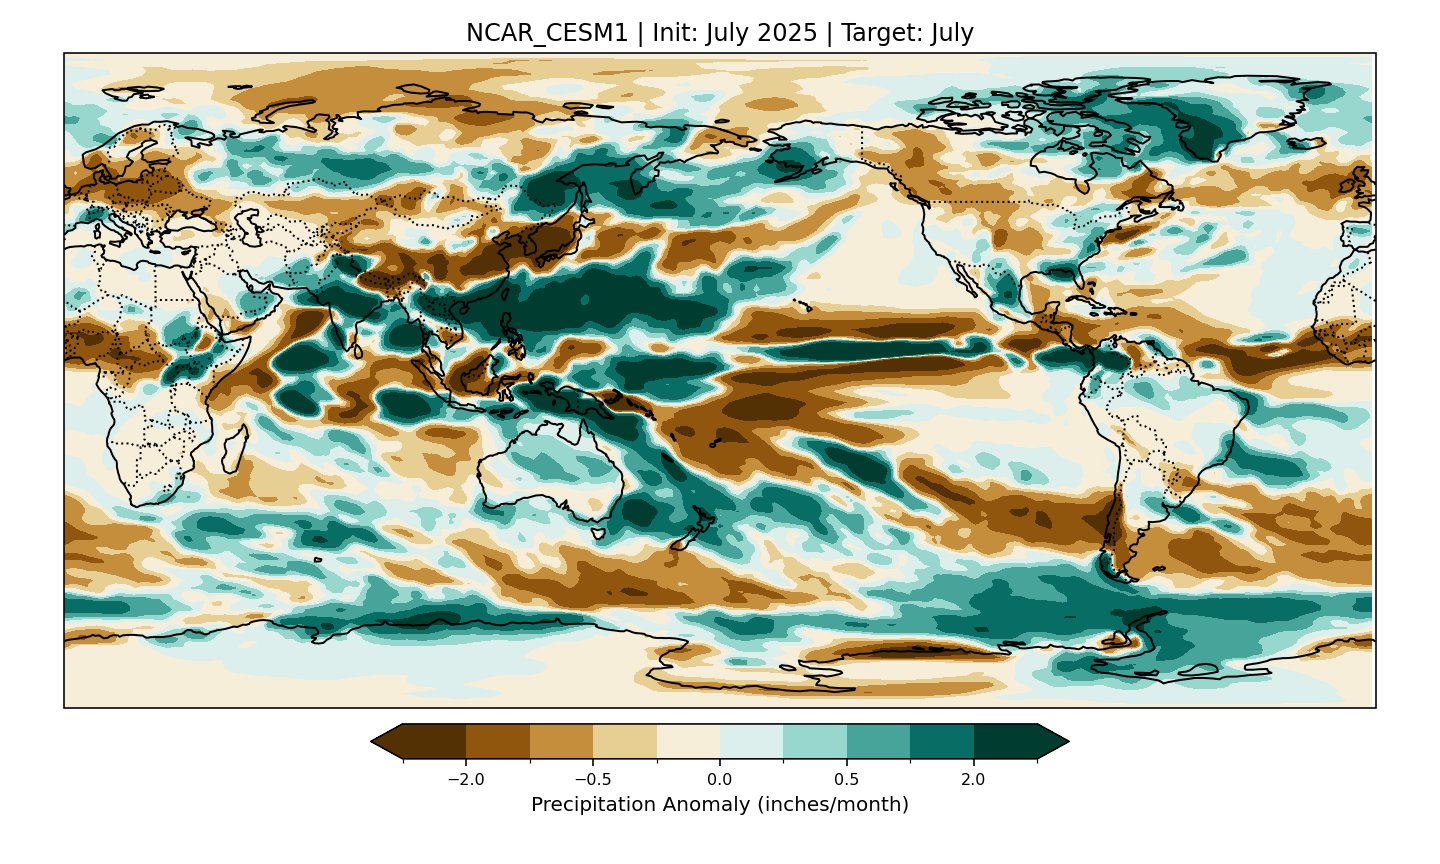 NCAR_CESM1 | Init: July 2025 | Target: July
−2.0 −0.5 0.0 0.5 2.0
Precipitation Anomaly (inches/month)